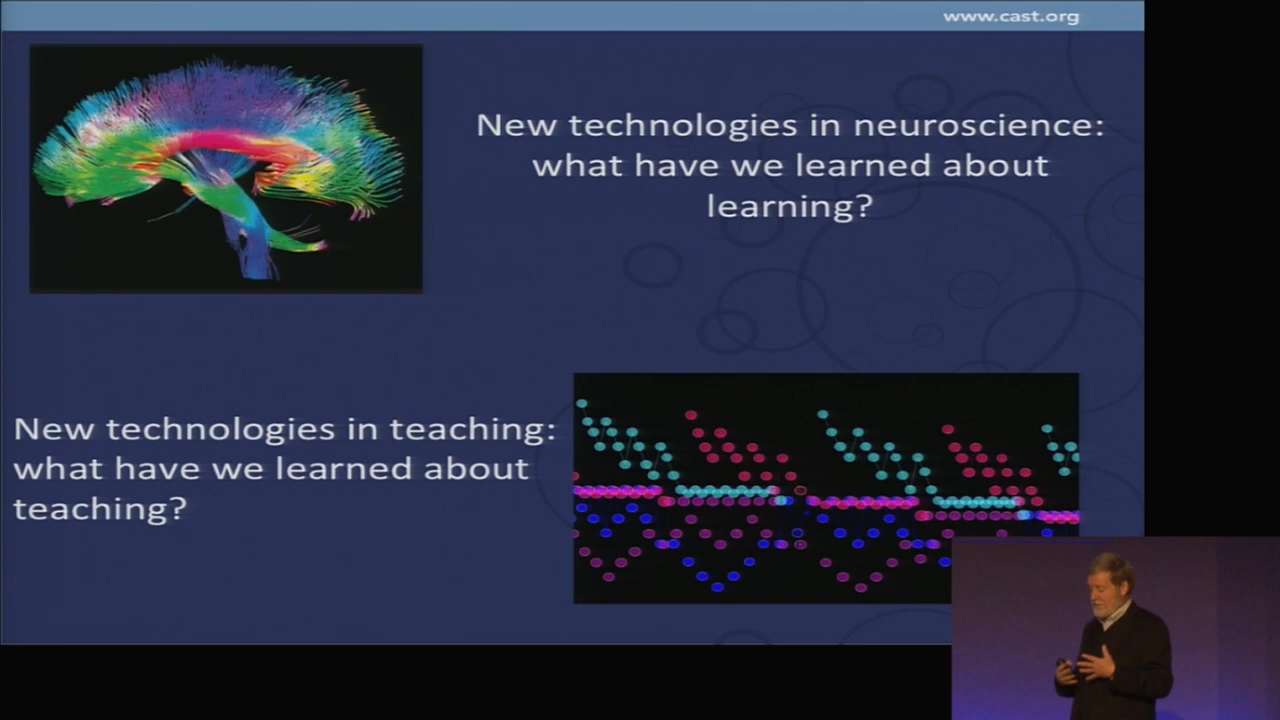 www.cast.org
New technologies in neuroscience:
what have we learned about
learning?
New technologies in teaching:
what have we learned about
teaching?